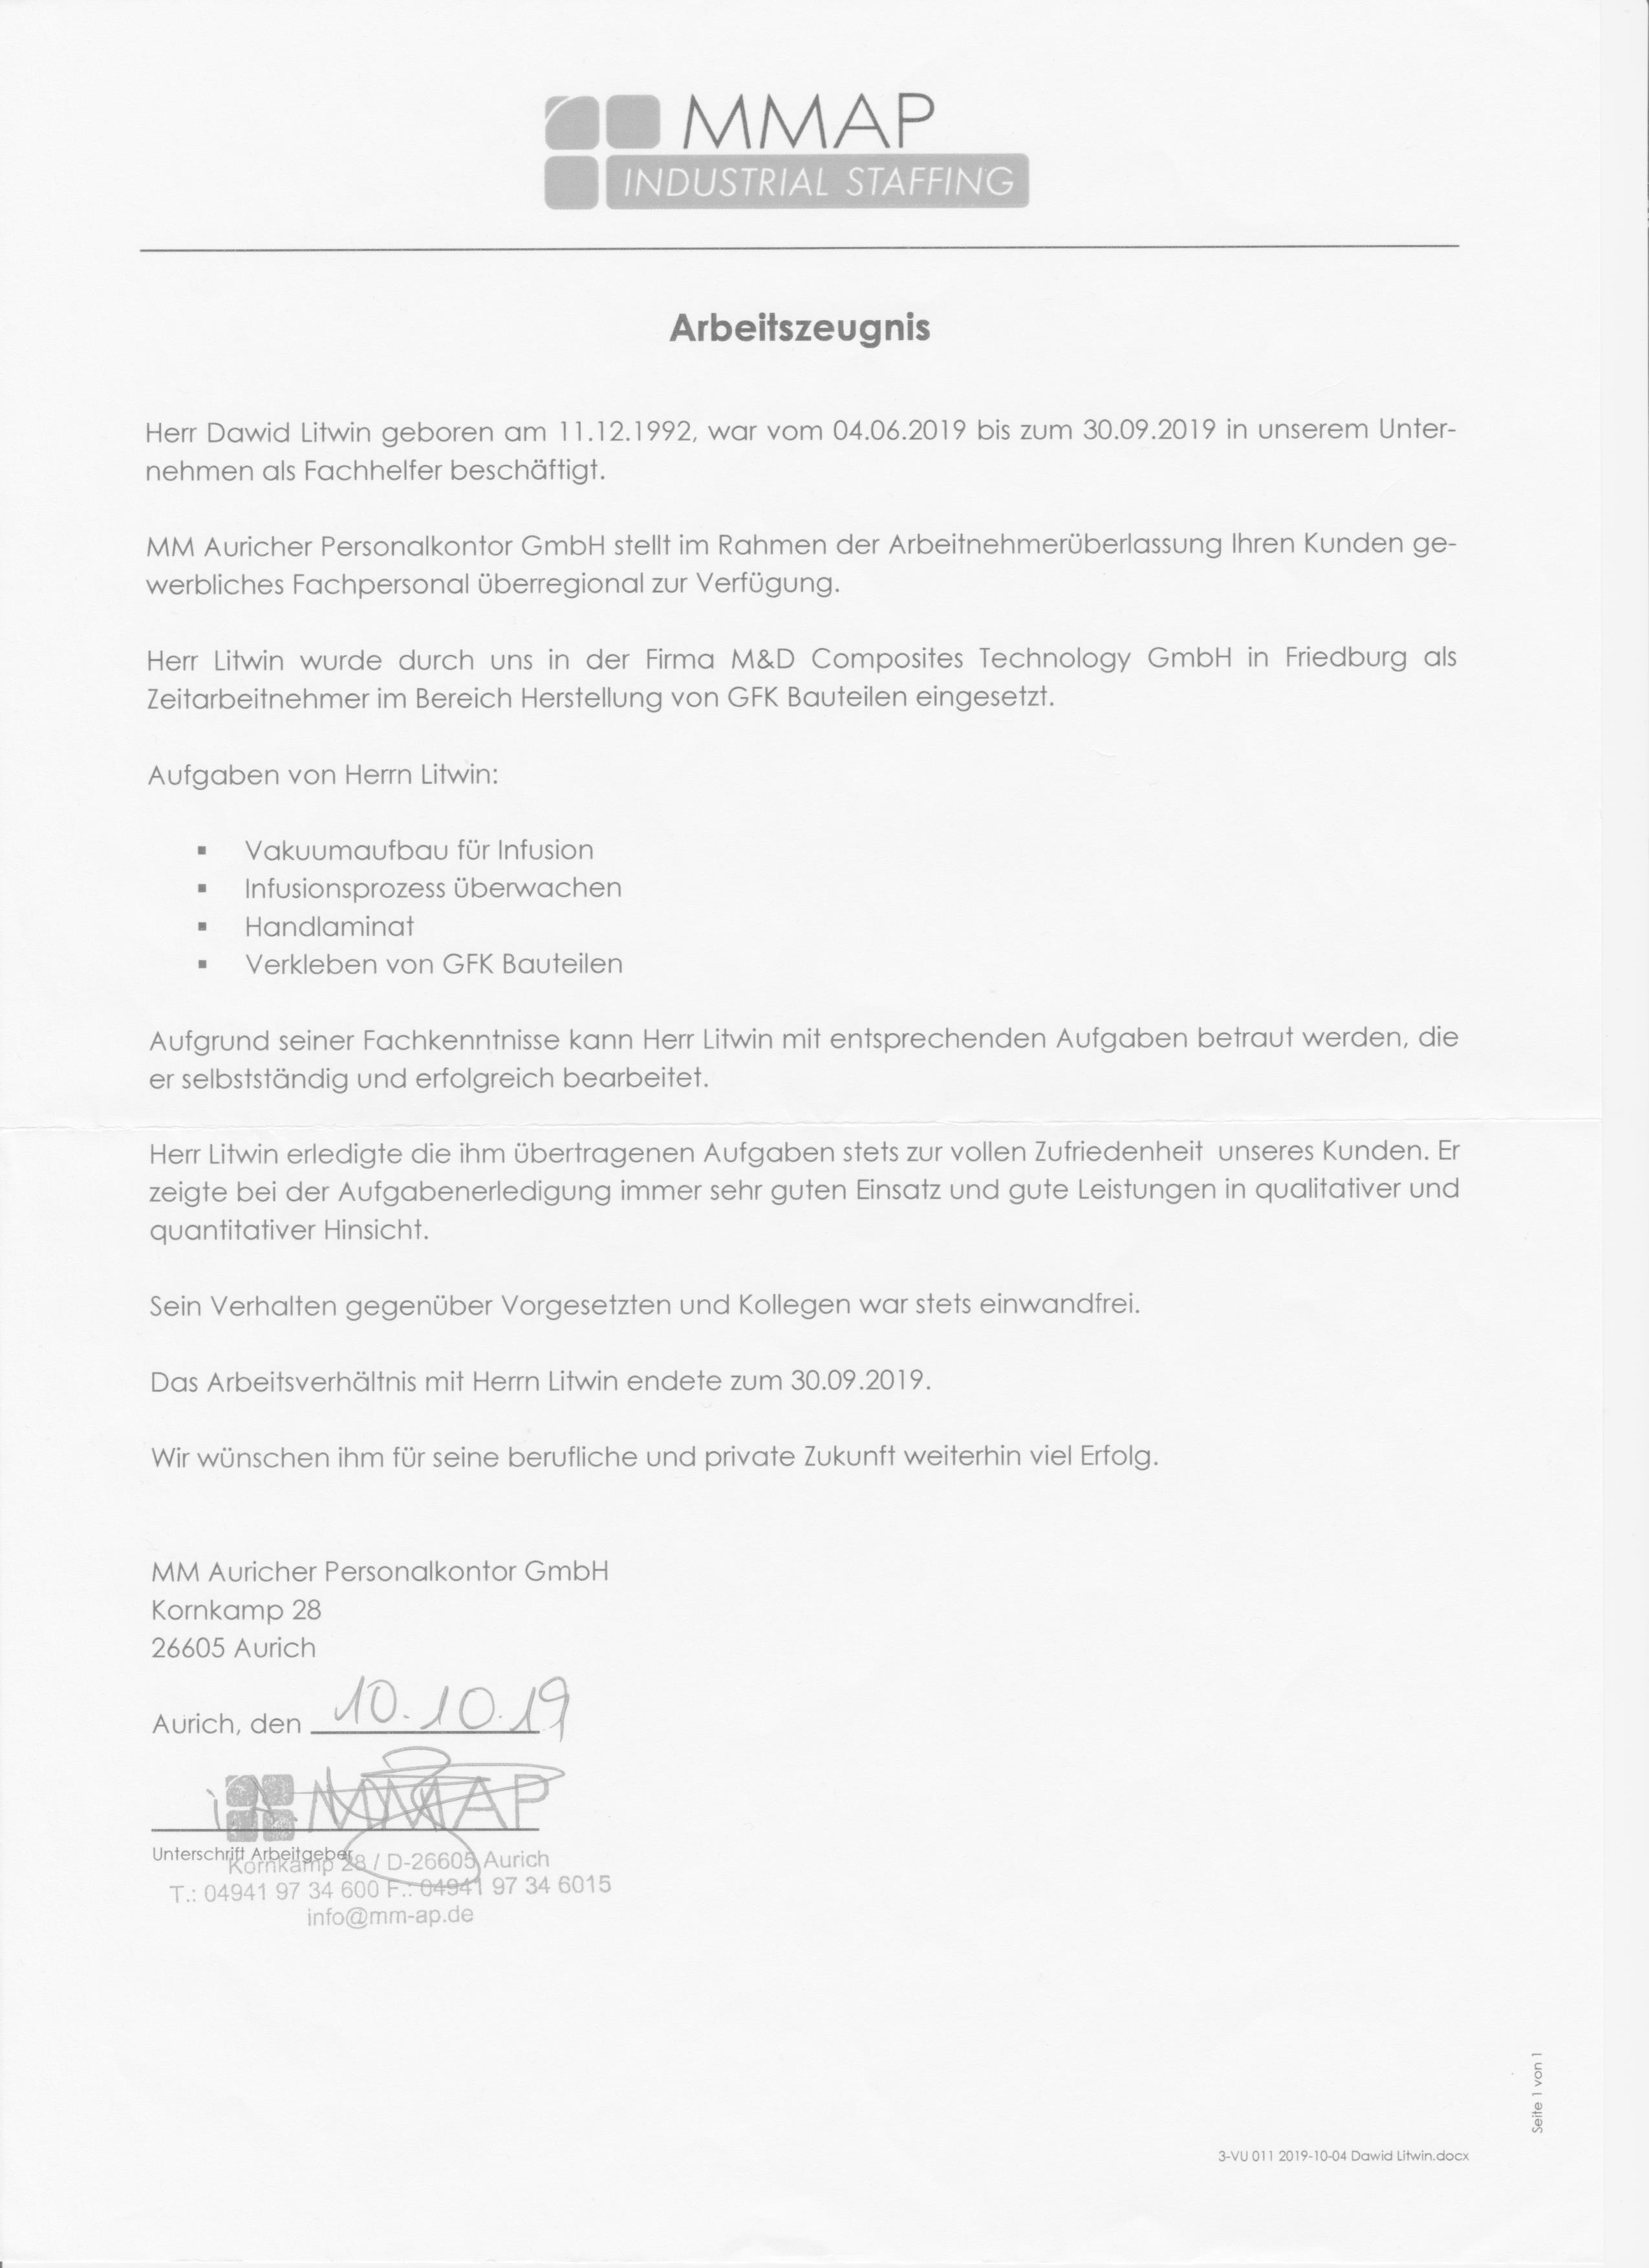 MMAP
INDUSTRIAL STAFFING
Arbeitszeugnis
Herr Dawid Litwin geboren am 11.12.1992, war vom 04.06.2019 bis zum 30.09.2019 in unserem Unter-
nehmen als Fachhelfer beschäftigt.
MM Auricher Personalkontor GmbH stellt im Rahmen der Arbeitnehmerüberlassung Ihren Kunden ge-
werbliches Fachpersonal überregional zur Verfügung.
Herr Litwin wurde durch uns in der Firma M&D Composites Technology GmbH in Friedburg als
Zeitarbeitnehmer im Bereich Herstellung von GFK Bauteilen eingesetzt.
Aufgaben von Herrn Litwin:
▪ Vakuumaufbau für Infusion
▪ Infusionsprozess überwachen
▪ Handlaminat
▪ Verkleben von GFK Bauteilen
Aufgrund seiner Fachkenntnisse kann Herr Litwin mit entsprechenden Aufgaben betraut werden, die
er selbstständig und erfolgreich bearbeitet.
Herr Litwin erledigte die ihm übertragenen Aufgaben stets zur vollen Zufriedenheit unseres Kunden. Er
zeigte bei der Aufgabenerledigung immer sehr guten Einsatz und gute Leistungen in qualitativer und
quantitativer Hinsicht.
Sein Verhalten gegenüber Vorgesetzten und Kollegen war stets einwandfrei.
Das Arbeitsverhältnis mit Herrn Litwin endete zum 30.09.2019.
Wir wünschen ihm für seine berufliche und private Zukunft weiterhin viel Erfolg.
MM Auricher Personalkontor GmbH
Kornkamp 28
26605 Aurich
Aurich, den 10.10.19
MMAP
Unterschrift Arbeitgeber
Kornkamp 28 / D-26605 Aurich
T.: 04941 97 34 600 F.: 04941 97 34 6015
info@mm-ap.de
Seite 1 von 1
3-VU 011 2019-10-04 Dawid Litwin.docx